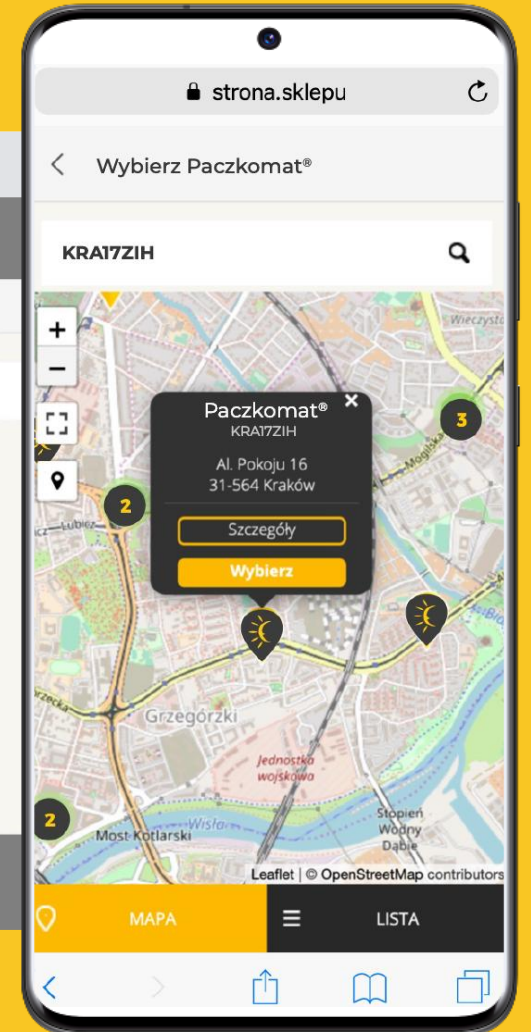 strona.sklepu
Wybierz Paczkomat®
KRA17ZIH
+
−
Wieczysta
3
Mogilska
Paczkomat®
KRA17ZIH
Al. Pokoju 16
31-564 Kraków
Szczegóły
Wybierz
2
Lubicz
Grzegórzki
Jednostka
wojskowa
2
Wisła
Most Kotlarski
Stopień
Wodny
Dąbie
Leaflet | © OpenStreetMap contributors
MAPA
LISTA